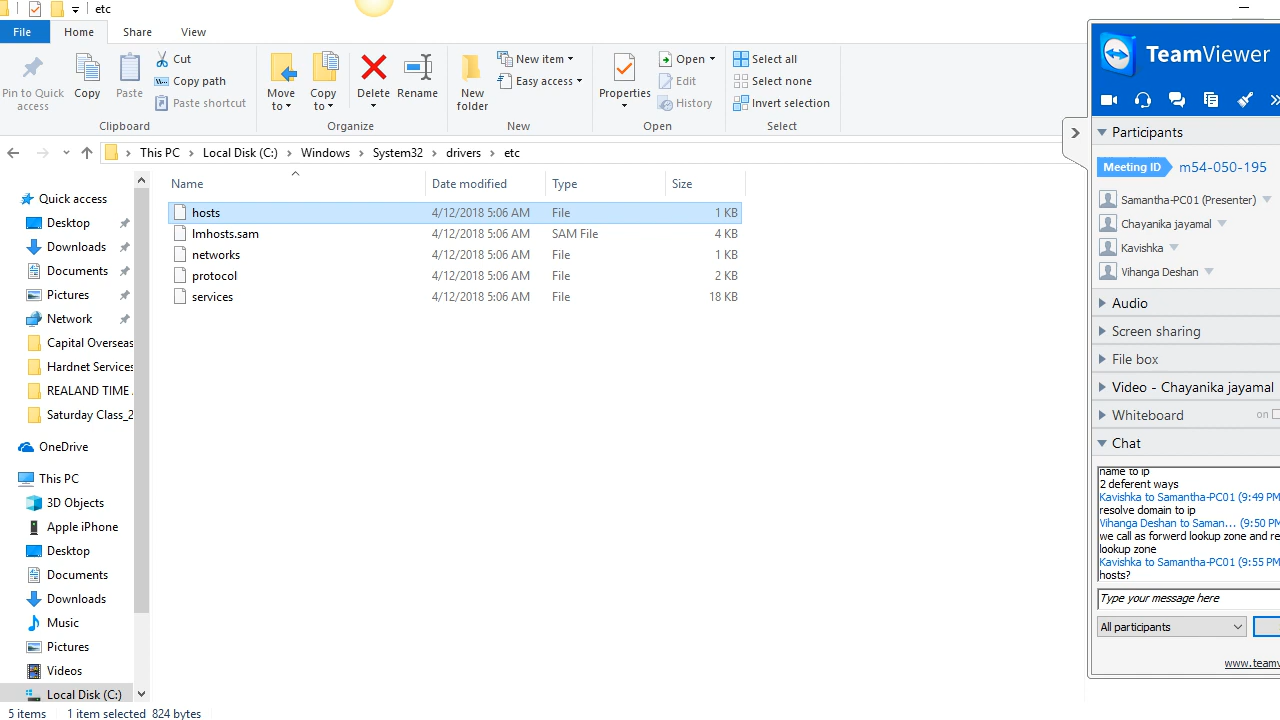 etc
File Home Share View
Pin to Quick access
Copy
Paste
Cut
Copy path
Paste shortcut
Clipboard
Move to
Copy to
Delete
Rename
Organize
New folder
New item
Easy access
New
Properties
Open
Edit
History
Open
Select all
Select none
Invert selection
Select
This PC > Local Disk (C:) > Windows > System32 > drivers > etc
Name Date modified Type Size
hosts 4/12/2018 5:06 AM File 1 KB
lmhosts.sam 4/12/2018 5:06 AM SAM File 4 KB
networks 4/12/2018 5:06 AM File 1 KB
protocol 4/12/2018 5:06 AM File 2 KB
services 4/12/2018 5:06 AM File 18 KB
Quick access
Desktop
Downloads
Documents
Pictures
Network
Capital Overseas
Hardnet Services
REALAND TIME
Saturday Class_2
OneDrive
This PC
3D Objects
Apple iPhone
Desktop
Documents
Downloads
Music
Pictures
Videos
Local Disk (C:)
5 items 1 item selected 824 bytes
TeamViewer
Participants
Meeting ID m54-050-195
Samantha-PC01 (Presenter)
Chayanika jayamal
Kavishka
Vihanga Deshan
Audio
Screen sharing
File box
Video - Chayanika jayamal
Whiteboard on
Chat
name to ip
2 deferent ways
Kavishka to Samantha-PC01 (9:49 PM
resolve domain to ip
Vihanga Deshan to Saman... (9:50 PM
we call as forwerd lookup zone and re
lookup zone
Kavishka to Samantha-PC01 (9:55 PM
hosts?
Type your message here
All participants
www.teamv